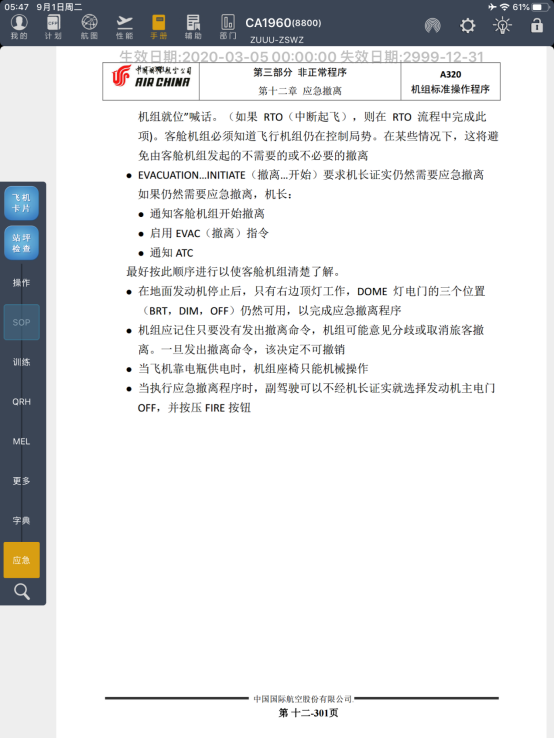 05:47 9月1日周二
61%
我的 计划 航图 性能 手册 辅助 部门
CA1960(8800)
ZUUU-ZSWZ
生效日期:2020-03-05 00:00:00 失效日期:2999-12-31
中国国际航空公司
AIR CHINA
第三部分 非正常程序
第十二章 应急撤离
A320
机组标准操作程序
机组就位”喊话。（如果 RTO（中断起飞），则在 RTO 流程中完成此
项)。客舱机组必须知道飞行机组仍在控制局势。在某些情况下，这将避
免由客舱机组发起的不需要的或不必要的撤离
● EVACUATION...INITIATE（撤离...开始）要求机长证实仍然需要应急撤离
如果仍然需要应急撤离，机长：
● 通知客舱机组开始撤离
● 启用 EVAC（撤离）指令
● 通知 ATC
最好按此顺序进行以使客舱机组清楚了解。
● 在地面发动机停止后，只有右边顶灯工作，DOME 灯电门的三个位置
（BRT，DIM，OFF）仍然可用，以完成应急撤离程序
● 机组应记住只要没有发出撤离命令，机组可能意见分歧或取消旅客撤
离。一旦发出撤离命令，该决定不可撤销
● 当飞机靠电瓶供电时，机组座椅只能机械操作
● 当执行应急撤离程序时，副驾驶可以不经机长证实就选择发动机主电门
OFF，并按压 FIRE 按钮
飞机
卡片
站坪
检查
操作
SOP
训练
QRH
MEL
更多
字典
应急
中国国际航空股份有限公司.
第 十二-301页